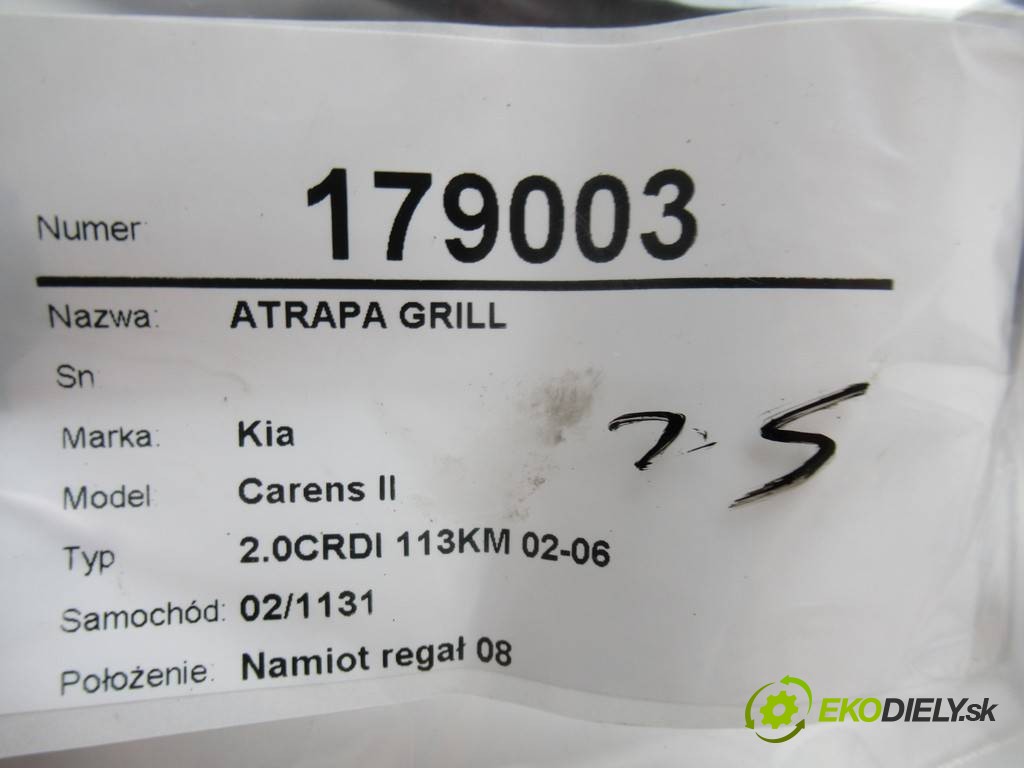 Numer: 179003
Nazwa: ATRAPA GRILL
Sn
Marka: Kia
Model Carens II
Typ 2.0CRDI 113KM 02-06
Samochód: 02/1131
Położenie: Namiot regał 08
EKODIELY.sk